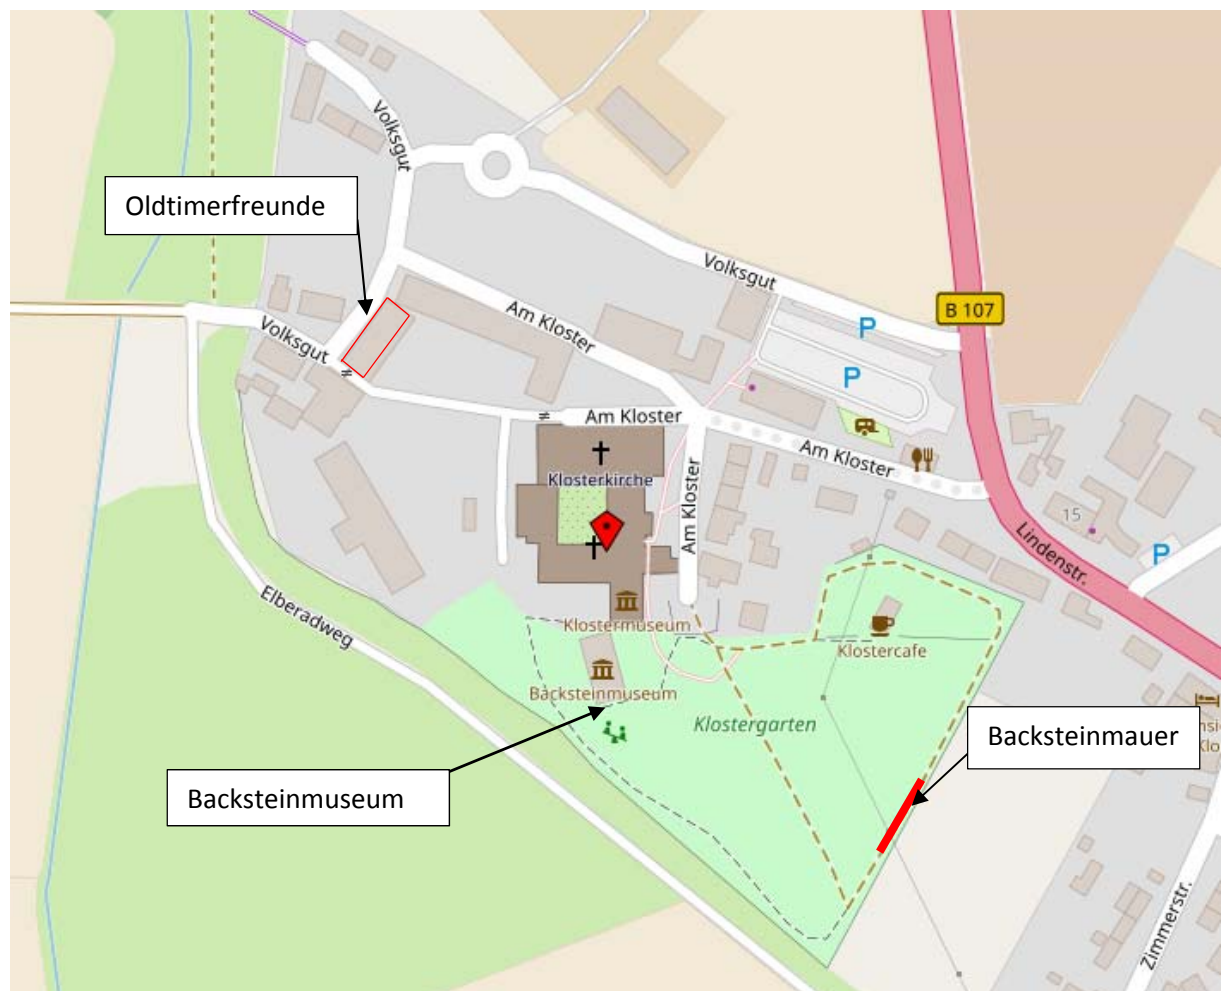 Volksgut
Oldtimerfreunde
Volksgut
B 107
Am Kloster
P
Volksgut
P
Am Kloster
Am Kloster
Klosterkirche
Am Kloster
15
Lindenstr.
P
Elberadweg
Klostermuseum
Klostercafe
Backsteinmuseum
Klostergarten
Backsteinmauer
Backsteinmuseum
Zimmerstr.